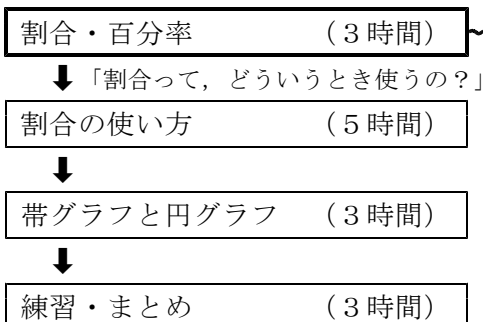 割合・百分率 (3時間) ~
⬇「割合って,どういうとき使うの?」
割合の使い方 (5時間)
⬇
帯グラフと円グラフ (3時間)
⬇
練習・まとめ (3時間)